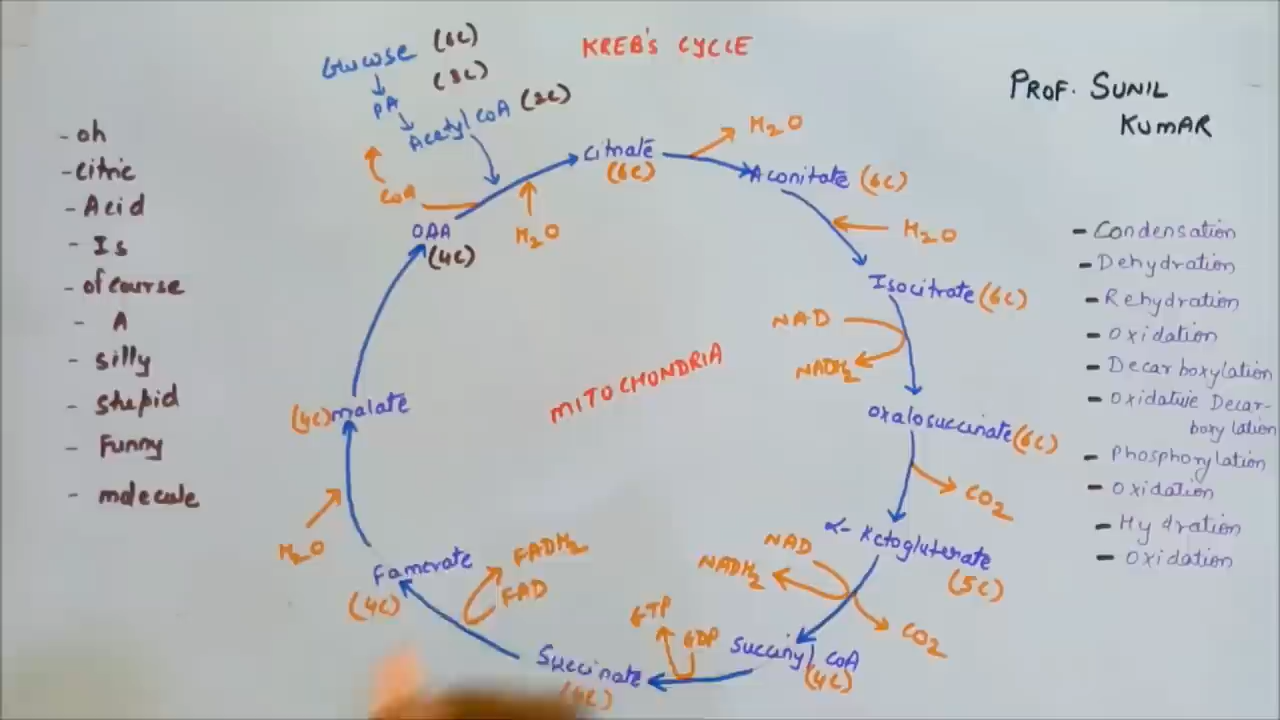 KREB's CYCLE
PROF. SUNIL
KUMAR
Glucose (6C)
(3C)
PA
Acetyl CoA (2C)
CoA
OAA
(4C)
H2O
Citrate
(6C)
H2O
Aconitate (6C)
H2O
Isocitrate (6C)
NAD
NADH2
Oxalosuccinate (6C)
CO2
α- Ketogluterate
(5C)
NAD
NADH2
CO2
Succinyl CoA
(4C)
GTP
GDP
Succinate
(4C)
FADH2
FAD
Famerate
(4C)
H2O
(4C) malate
MITOCHONDRIA
- oh
- citric
- Acid
- Is
- of course
- A
- silly
- stupid
- Funny
- molecule
- Condensation
- Dehydration
- Rehydration
- Oxidation
- Decarboxylation
- Oxidative Decar-
boxylation
- Phosphorylation
- Oxidation
- Hydration
- Oxidation